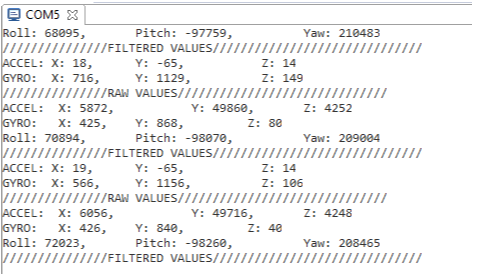 COM5
Roll: 68095, Pitch: -97759, Yaw: 210483
///////////////FILTERED VALUES//////////////////////////////
ACCEL: X: 18, Y: -65, Z: 14
GYRO: X: 716, Y: 1129, Z: 149
///////////////RAW VALUES//////////////////////////////
ACCEL: X: 5872, Y: 49860, Z: 4252
GYRO: X: 425, Y: 868, Z: 80
Roll: 70894, Pitch: -98070, Yaw: 209004
///////////////FILTERED VALUES//////////////////////////////
ACCEL: X: 19, Y: -65, Z: 14
GYRO: X: 566, Y: 1156, Z: 106
///////////////RAW VALUES//////////////////////////////
ACCEL: X: 6056, Y: 49716, Z: 4248
GYRO: X: 426, Y: 840, Z: 40
Roll: 72023, Pitch: -98260, Yaw: 208465
///////////////FILTERED VALUES//////////////////////////////